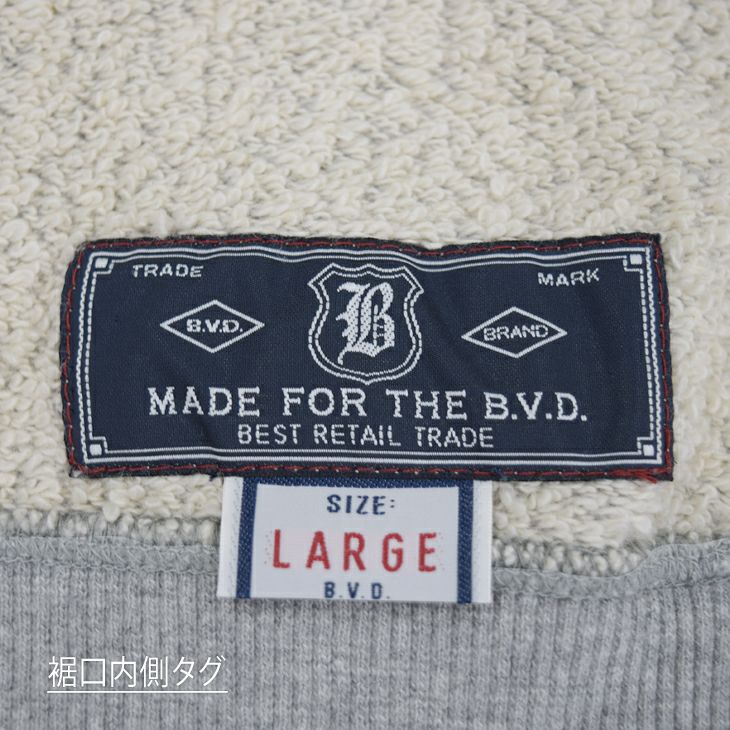 TRADE MARK
B
B.V.D. BRAND
MADE FOR THE B.V.D.
BEST RETAIL TRADE
SIZE:
LARGE
B.V.D.
裾口内側タグ